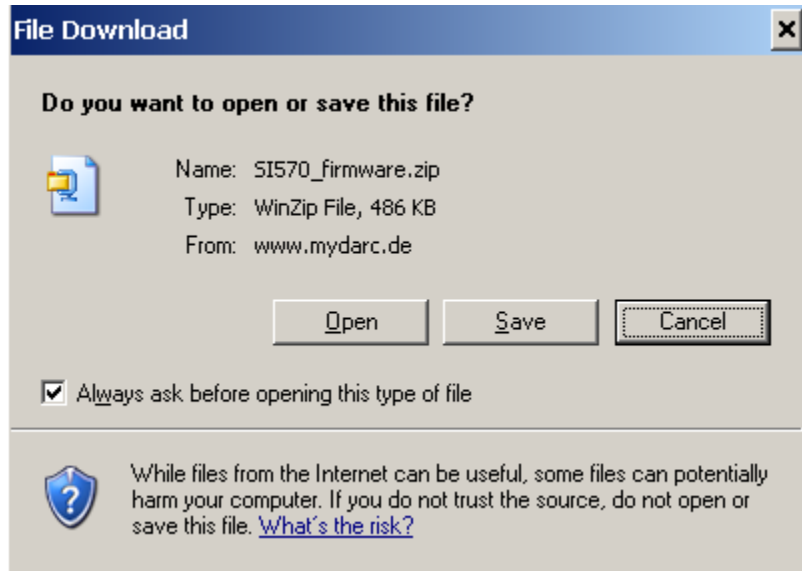 File Download
Do you want to open or save this file?
Name: SI570_firmware.zip
Type: WinZip File, 486 KB
From: www.mydarc.de
Open Save Cancel
Always ask before opening this type of file
While files from the Internet can be useful, some files can potentially
harm your computer. If you do not trust the source, do not open or
save this file. What´s the risk?